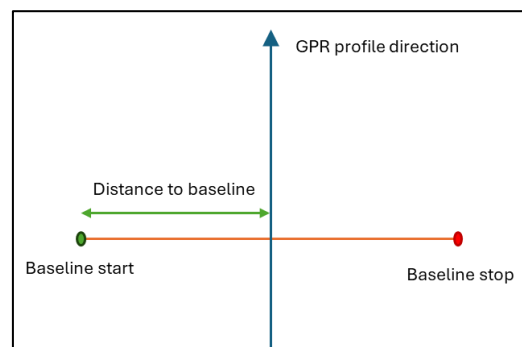 GPR profile direction
Distance to baseline
Baseline start
Baseline stop